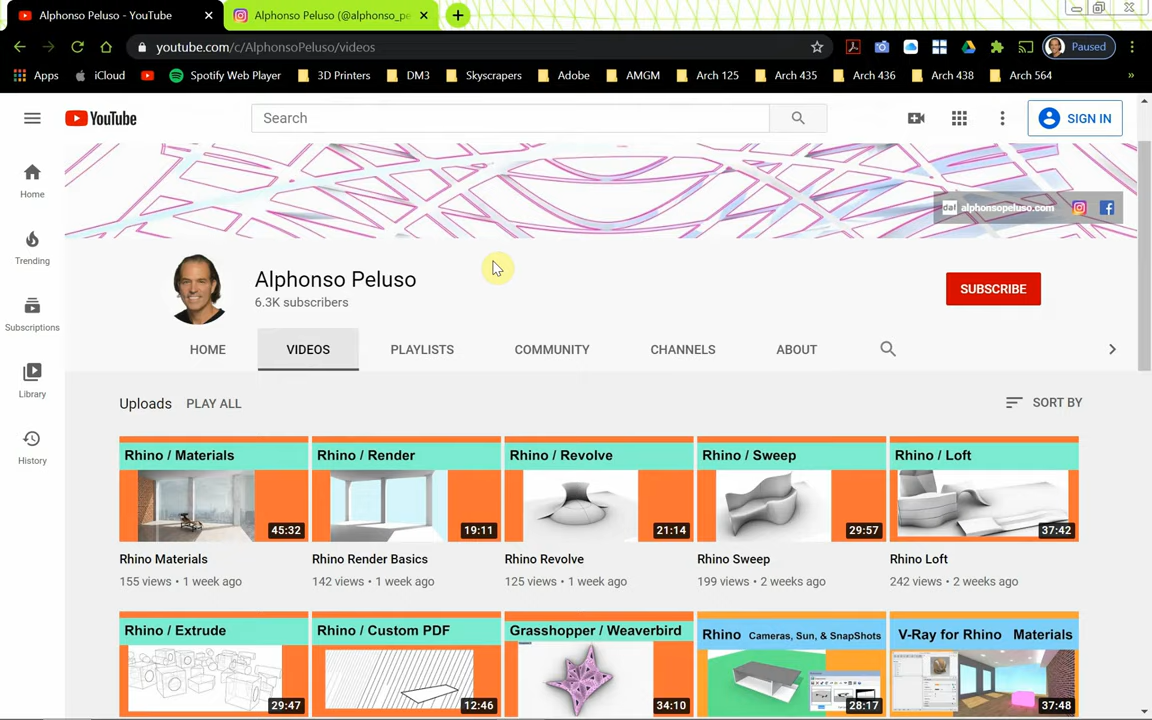 Alphonso Peluso - YouTube
Alphonso Peluso (@alphonso_pe
youtube.com/c/AlphonsoPeluso/videos
Paused
Apps iCloud Spotify Web Player 3D Printers DM3 Skyscrapers Adobe AMGM Arch 125 Arch 435 Arch 436 Arch 438 Arch 564 »
YouTube
Search
SIGN IN
Home
Trending
Subscriptions
Library
History
alphonsopeluso.com
Alphonso Peluso
6.3K subscribers
SUBSCRIBE
HOME VIDEOS PLAYLISTS COMMUNITY CHANNELS ABOUT
Uploads PLAY ALL
SORT BY
Rhino / Materials
45:32
Rhino Materials
155 views • 1 week ago
Rhino / Render
19:11
Rhino Render Basics
142 views • 1 week ago
Rhino / Revolve
21:14
Rhino Revolve
125 views • 1 week ago
Rhino / Sweep
29:57
Rhino Sweep
199 views • 2 weeks ago
Rhino / Loft
37:42
Rhino Loft
242 views • 2 weeks ago
Rhino / Extrude
29:47
Rhino / Custom PDF
12:46
Grasshopper / Weaverbird
34:10
Rhino Cameras, Sun, & SnapShots
28:17
V-Ray for Rhino Materials
37:48